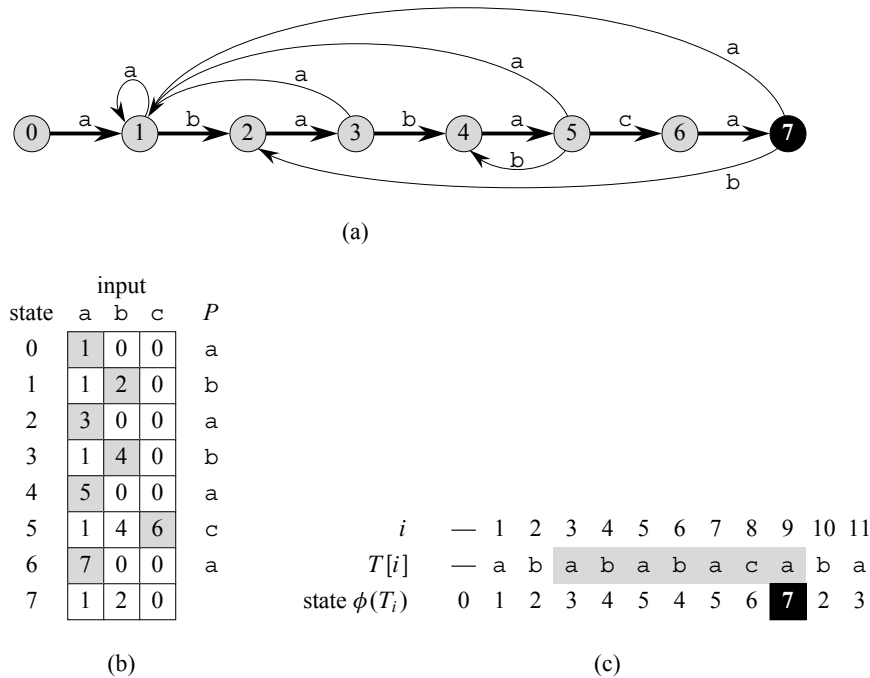 a
a
a
a
0 a 1 b 2 a 3 b 4 a 5 c 6 a 7
b
b
(a)
input
state a b c P
0 1 0 0 a
1 1 2 0 b
2 3 0 0 a
3 1 4 0 b
4 5 0 0 a
5 1 4 6 c
6 7 0 0 a
7 1 2 0
(b)
i — 1 2 3 4 5 6 7 8 9 10 11
T[i] — a b a b a b a c a b a
state ϕ(Tᵢ) 0 1 2 3 4 5 4 5 6 7 2 3
(c)